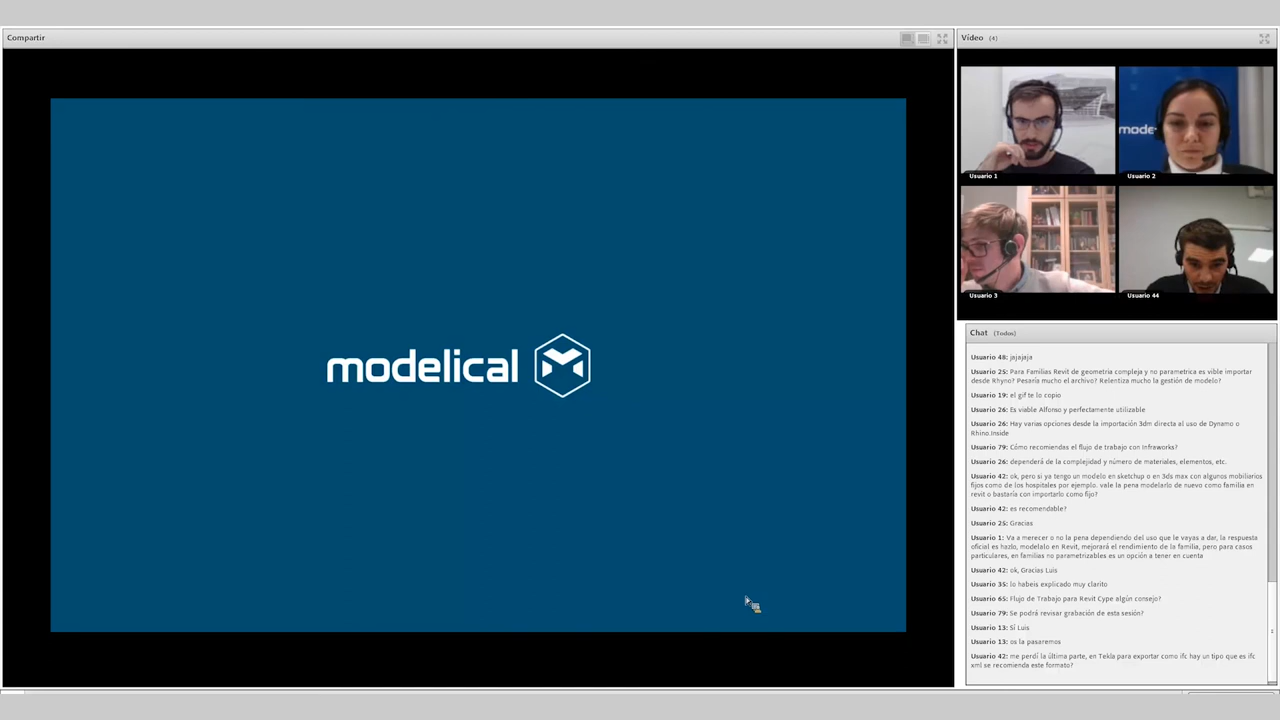 Compartir
Vídeo (4)
mode
Usuario 1
Usuario 2
Usuario 3
Usuario 44
modelical
Chat (Todos)
Usuario 48: jajajaja
Usuario 25: Para Familias Revit de geometria compleja y no parametrica es vible importar
desde Rhyno? Pesaría mucho el archivo? Relentiza mucho la gestión de modelo?
Usuario 19: el gif te lo copio
Usuario 26: Es viable Alfonso y perfectamente utilizable
Usuario 26: Hay varias opciones desde la importación 3dm directa al uso de Dynamo o
Rhino.Inside
Usuario 79: Cómo recomiendas el flujo de trabajo con Infraworks?
Usuario 26: dependerá de la complejidad y número de materiales, elementos, etc.
Usuario 42: ok, pero si ya tengo un modelo en sketchup o en 3ds max con algunos mobiliarios
fijos como de los hospitales por ejemplo. vale la pena modelarlo de nuevo como familia en
revit o bastaría con importarlo como fijo?
Usuario 42: es recomendable?
Usuario 25: Gracias
Usuario 1: Va a merecer o no la pena dependiendo del uso que le vayas a dar, la respuesta
oficial es hazlo, modelalo en Revit, mejorará el rendimiento de la familia, pero para casos
particulares, en familias no parametrizables es un opción a tener en cuenta
Usuario 42: ok, Gracias Luis
Usuario 35: lo habeis explicado muy clarito
Usuario 65: Flujo de Trabajo para Revit Cype algún consejo?
Usuario 79: Se podrá revisar grabación de esta sesión?
Usuario 13: Sí Luis
Usuario 13: os la pasaremos
Usuario 42: me perdí la última parte, en Tekla para exportar como ifc hay un tipo que es ifc
xml se recomienda este formato?